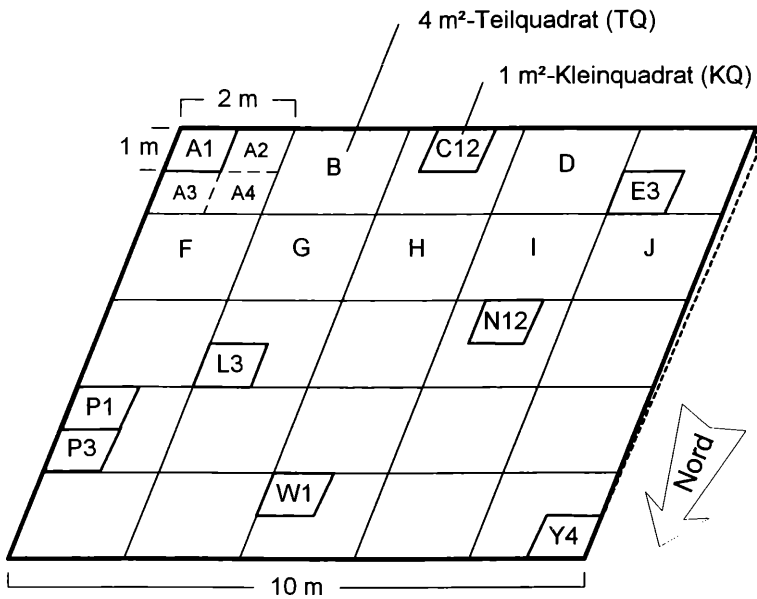 4 m²-Teilquadrat (TQ)
1 m²-Kleinquadrat (KQ)
2 m
1 m
A1
A2
B
C12
D
A3
A4
E3
F
G
H
I
J
N12
L3
P1
P3
Nord
W1
Y4
10 m